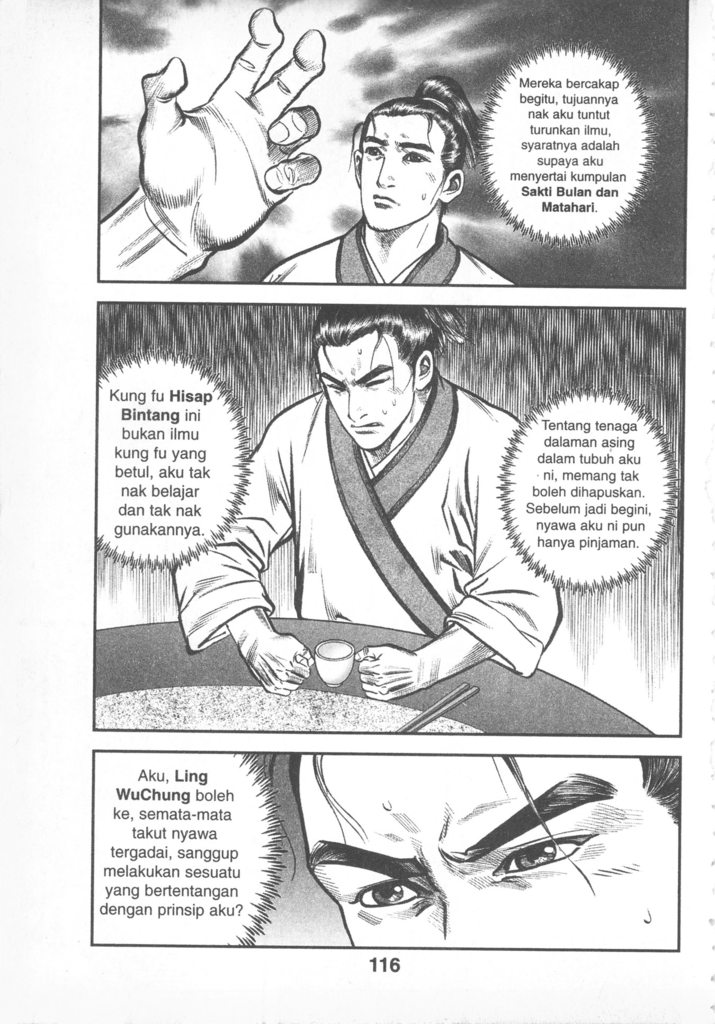 Mereka bercakap
begitu, tujuannya
nak aku tuntut
turunkan ilmu,
syaratnya adalah
supaya aku
menyertai kumpulan
Sakti Bulan dan
Matahari.
Kung fu Hisap
Bintang ini
bukan ilmu
kung fu yang
betul, aku tak
nak belajar
dan tak nak
gunakannya.
Tentang tenaga
dalaman asing
dalam tubuh aku
ni, memang tak
boleh dihapuskan.
Sebelum jadi begini,
nyawa aku ni pun
hanya pinjaman.
Aku, Ling
WuChung boleh
ke, semata-mata
takut nyawa
tergadai, sanggup
melakukan sesuatu
yang bertentangan
dengan prinsip aku?
116